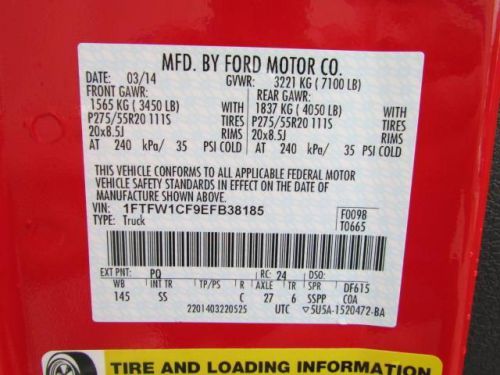 MFD. BY FORD MOTOR CO.
DATE: 03/14 GVWR: 3221 KG ( 7100 LB)
FRONT GAWR: REAR GAWR:
1565 KG ( 3450 LB) WITH 1837 KG ( 4050 LB) WITH
P275/55R20 111S TIRES P275/55R20 111S TIRES
20x8.5J RIMS 20x8.5J RIMS
AT 240 kPa/ 35 PSI COLD AT 240 kPa/ 35 PSI COLD
THIS VEHICLE CONFORMS TO ALL APPLICABLE FEDERAL MOTOR
VEHICLE SAFETY STANDARDS IN EFFECT ON THE DATE OF
MANUFACTURE SHOWN ABOVE.
VIN: 1FTFW1CF9EFB38185 F0098
TYPE: Truck T0665
EXT PNT: PQ RC: 24 DSO:
WB INT TR TP/PS R AXLE TR SPR DF615
145 SS C 27 6 SSPP COA
2201403220525 UTC ▽5U5A-1520472-BA
TIRE AND LOADING INFORMATION